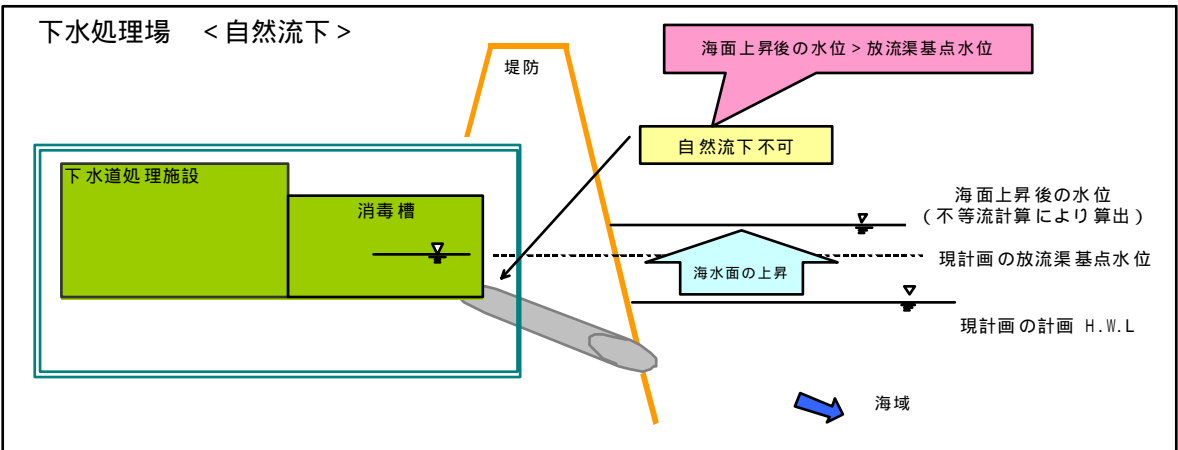 下水処理場 <自然流下>
堤防
海面上昇後の水位>放流渠基点水位
自然流下不可
下水道処理施設
消毒槽
海面上昇後の水位
(不等流計算により算出)
現計画の放流渠基点水位
海水面の上昇
現計画の計画 H.W.L
海域